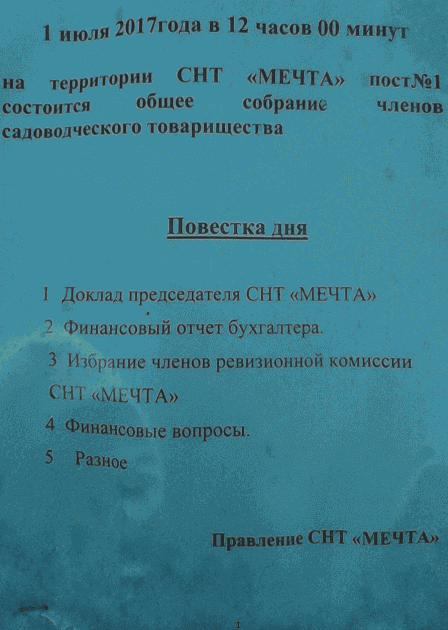 1 июля 2017года в 12 часов 00 минут
на территории СНТ «МЕЧТА» пост№1
состоится общее собрание членов
садоводческого товарищества
Повестка дня
1 Доклад председателя СНТ «МЕЧТА»
2 Финансовый отчет бухгалтера.
3 Избрание членов ревизионной комиссии
СНТ «МЕЧТА»
4 Финансовые вопросы.
5 Разное
Правление СНТ «МЕЧТА»
1